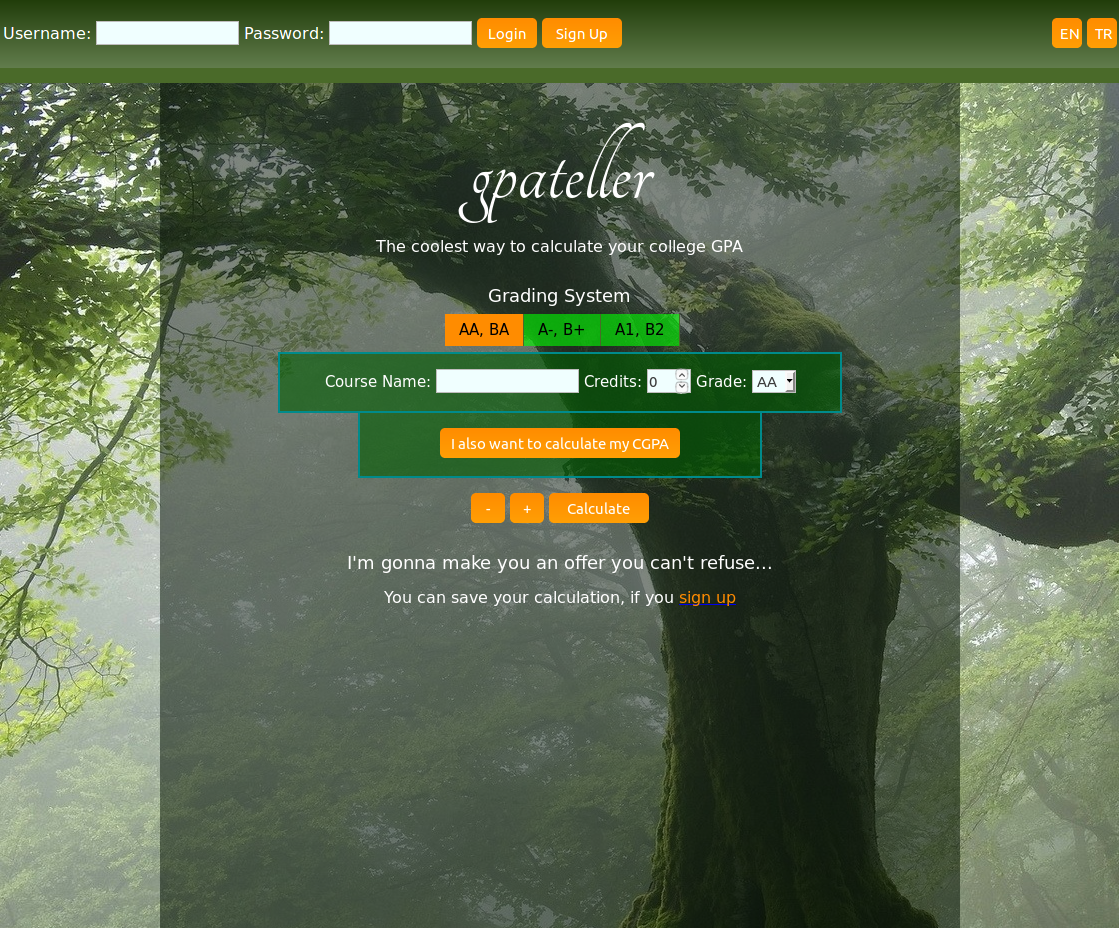 Username: Password: Login Sign Up EN TR
gpateller
The coolest way to calculate your college GPA
Grading System
AA, BA A-, B+ A1, B2
Course Name: Credits: 0 Grade: AA
I also want to calculate my CGPA
- + Calculate
I'm gonna make you an offer you can't refuse...
You can save your calculation, if you sign up